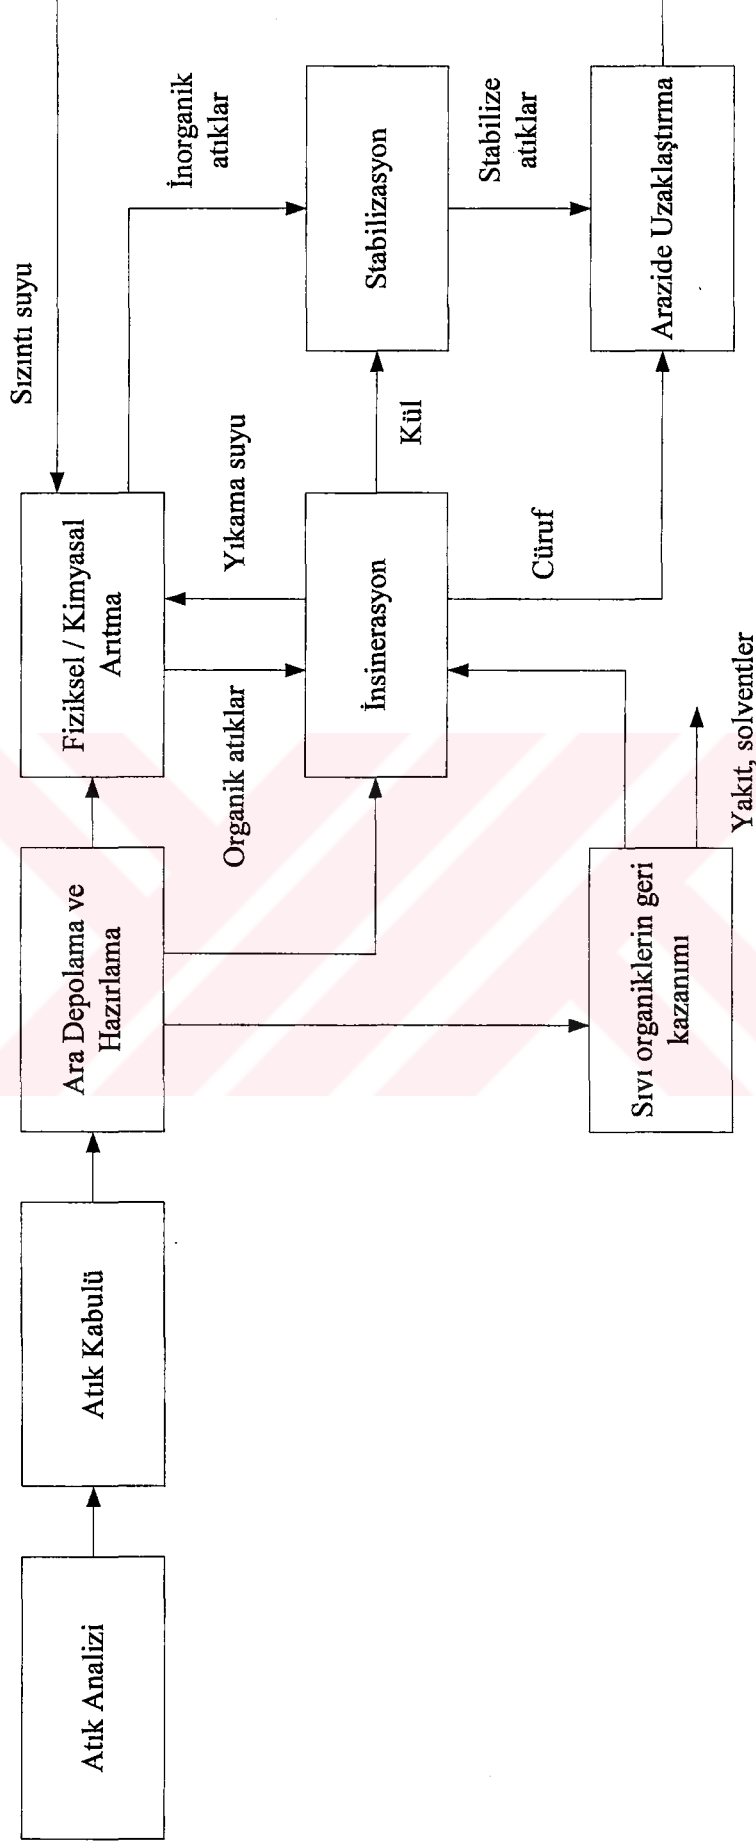 Atık Analizi
Atık Kabulü
Ara Depolama ve
Hazırlama
Fiziksel / Kimyasal
Arıtma
Sızıntı suyu
Organik atıklar
Yıkama suyu
İnorganik
atıklar
İnsinerasyon
Kül
Stabilizasyon
Cüruf
Stabilize
atıklar
Sıvı organiklerin geri
kazanımı
Yakıt, solventler
Arazide Uzaklaştırma